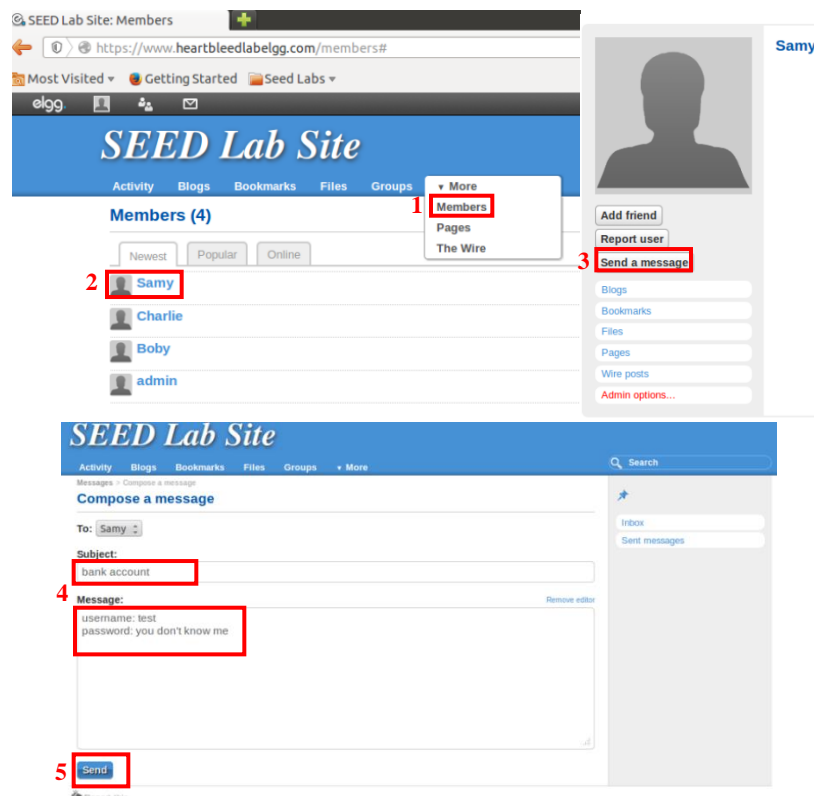 SEED Lab Site: Members
https://www.heartbleedlabelgg.com/members#
Most Visited Getting Started Seed Labs
elgg.
SEED Lab Site
Activity Blogs Bookmarks Files Groups ▾ More
1 Members
Pages
The Wire
Members (4)
Newest Popular Online
2 Samy
Charlie
Boby
admin
Samy
Add friend
Report user
3 Send a message
Blogs
Bookmarks
Files
Pages
Wire posts
Admin options...
SEED Lab Site
Activity Blogs Bookmarks Files Groups ▾ More
Search
Messages > Compose a message
Compose a message
To: Samy
Subject:
4 bank account
Message:
Remove editor
username: test
password: you don't know me
5 Send
Inbox
Sent messages